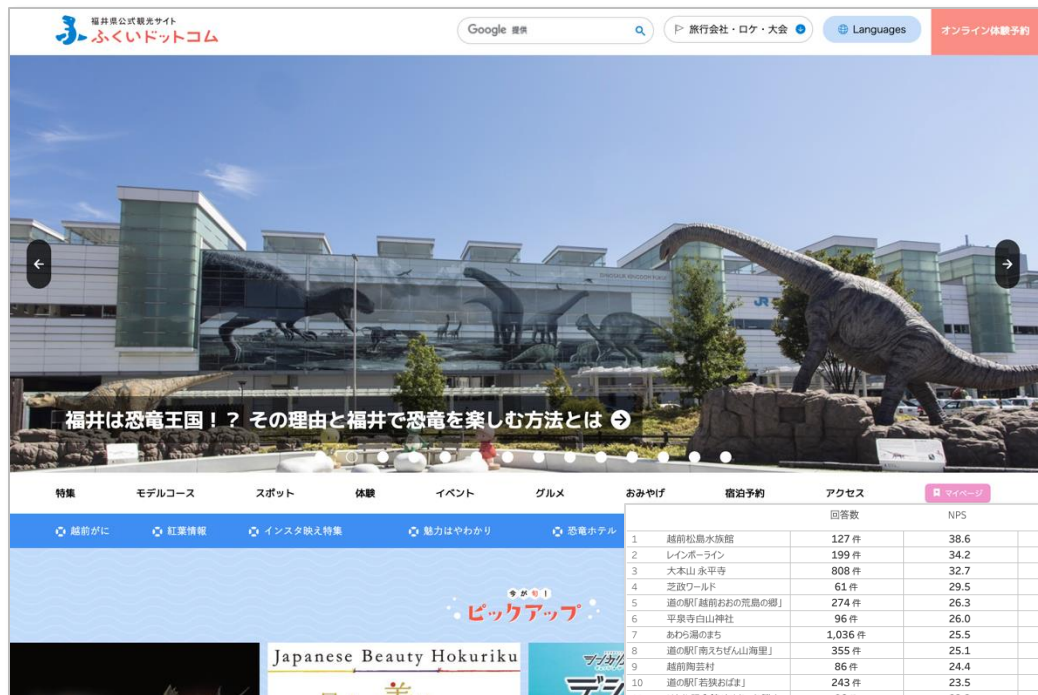 福井県公式観光サイト
ふくいドットコム
Google 提供
旅行会社・ロケ・大会
Languages
オンライン体験予約
DINOSAUR KINGDOM FUKUI
JR
福井は恐竜王国！？ その理由と福井で恐竜を楽しむ方法とは
特集 モデルコース スポット 体験 イベント グルメ おみやげ 宿泊予約 アクセス マイページ
越前がに 紅葉情報 インスタ映え特集 魅力はやわかり 恐竜ホテル
今が旬！
ピックアップ
Japanese Beauty Hokuriku
回答数 NPS
1 越前松島水族館 127 件 38.6
2 レインボーライン 199 件 34.2
3 大本山 永平寺 808 件 32.7
4 芝政ワールド 61 件 29.5
5 道の駅「越前おおの荒島の郷」 274 件 26.3
6 平泉寺白山神社 96 件 26.0
7 あわら湯のまち 1,036 件 25.5
8 道の駅「南えちぜん山海里」 355 件 25.1
9 越前陶芸村 86 件 24.4
10 道の駅「若狭おばま」 243 件 23.5